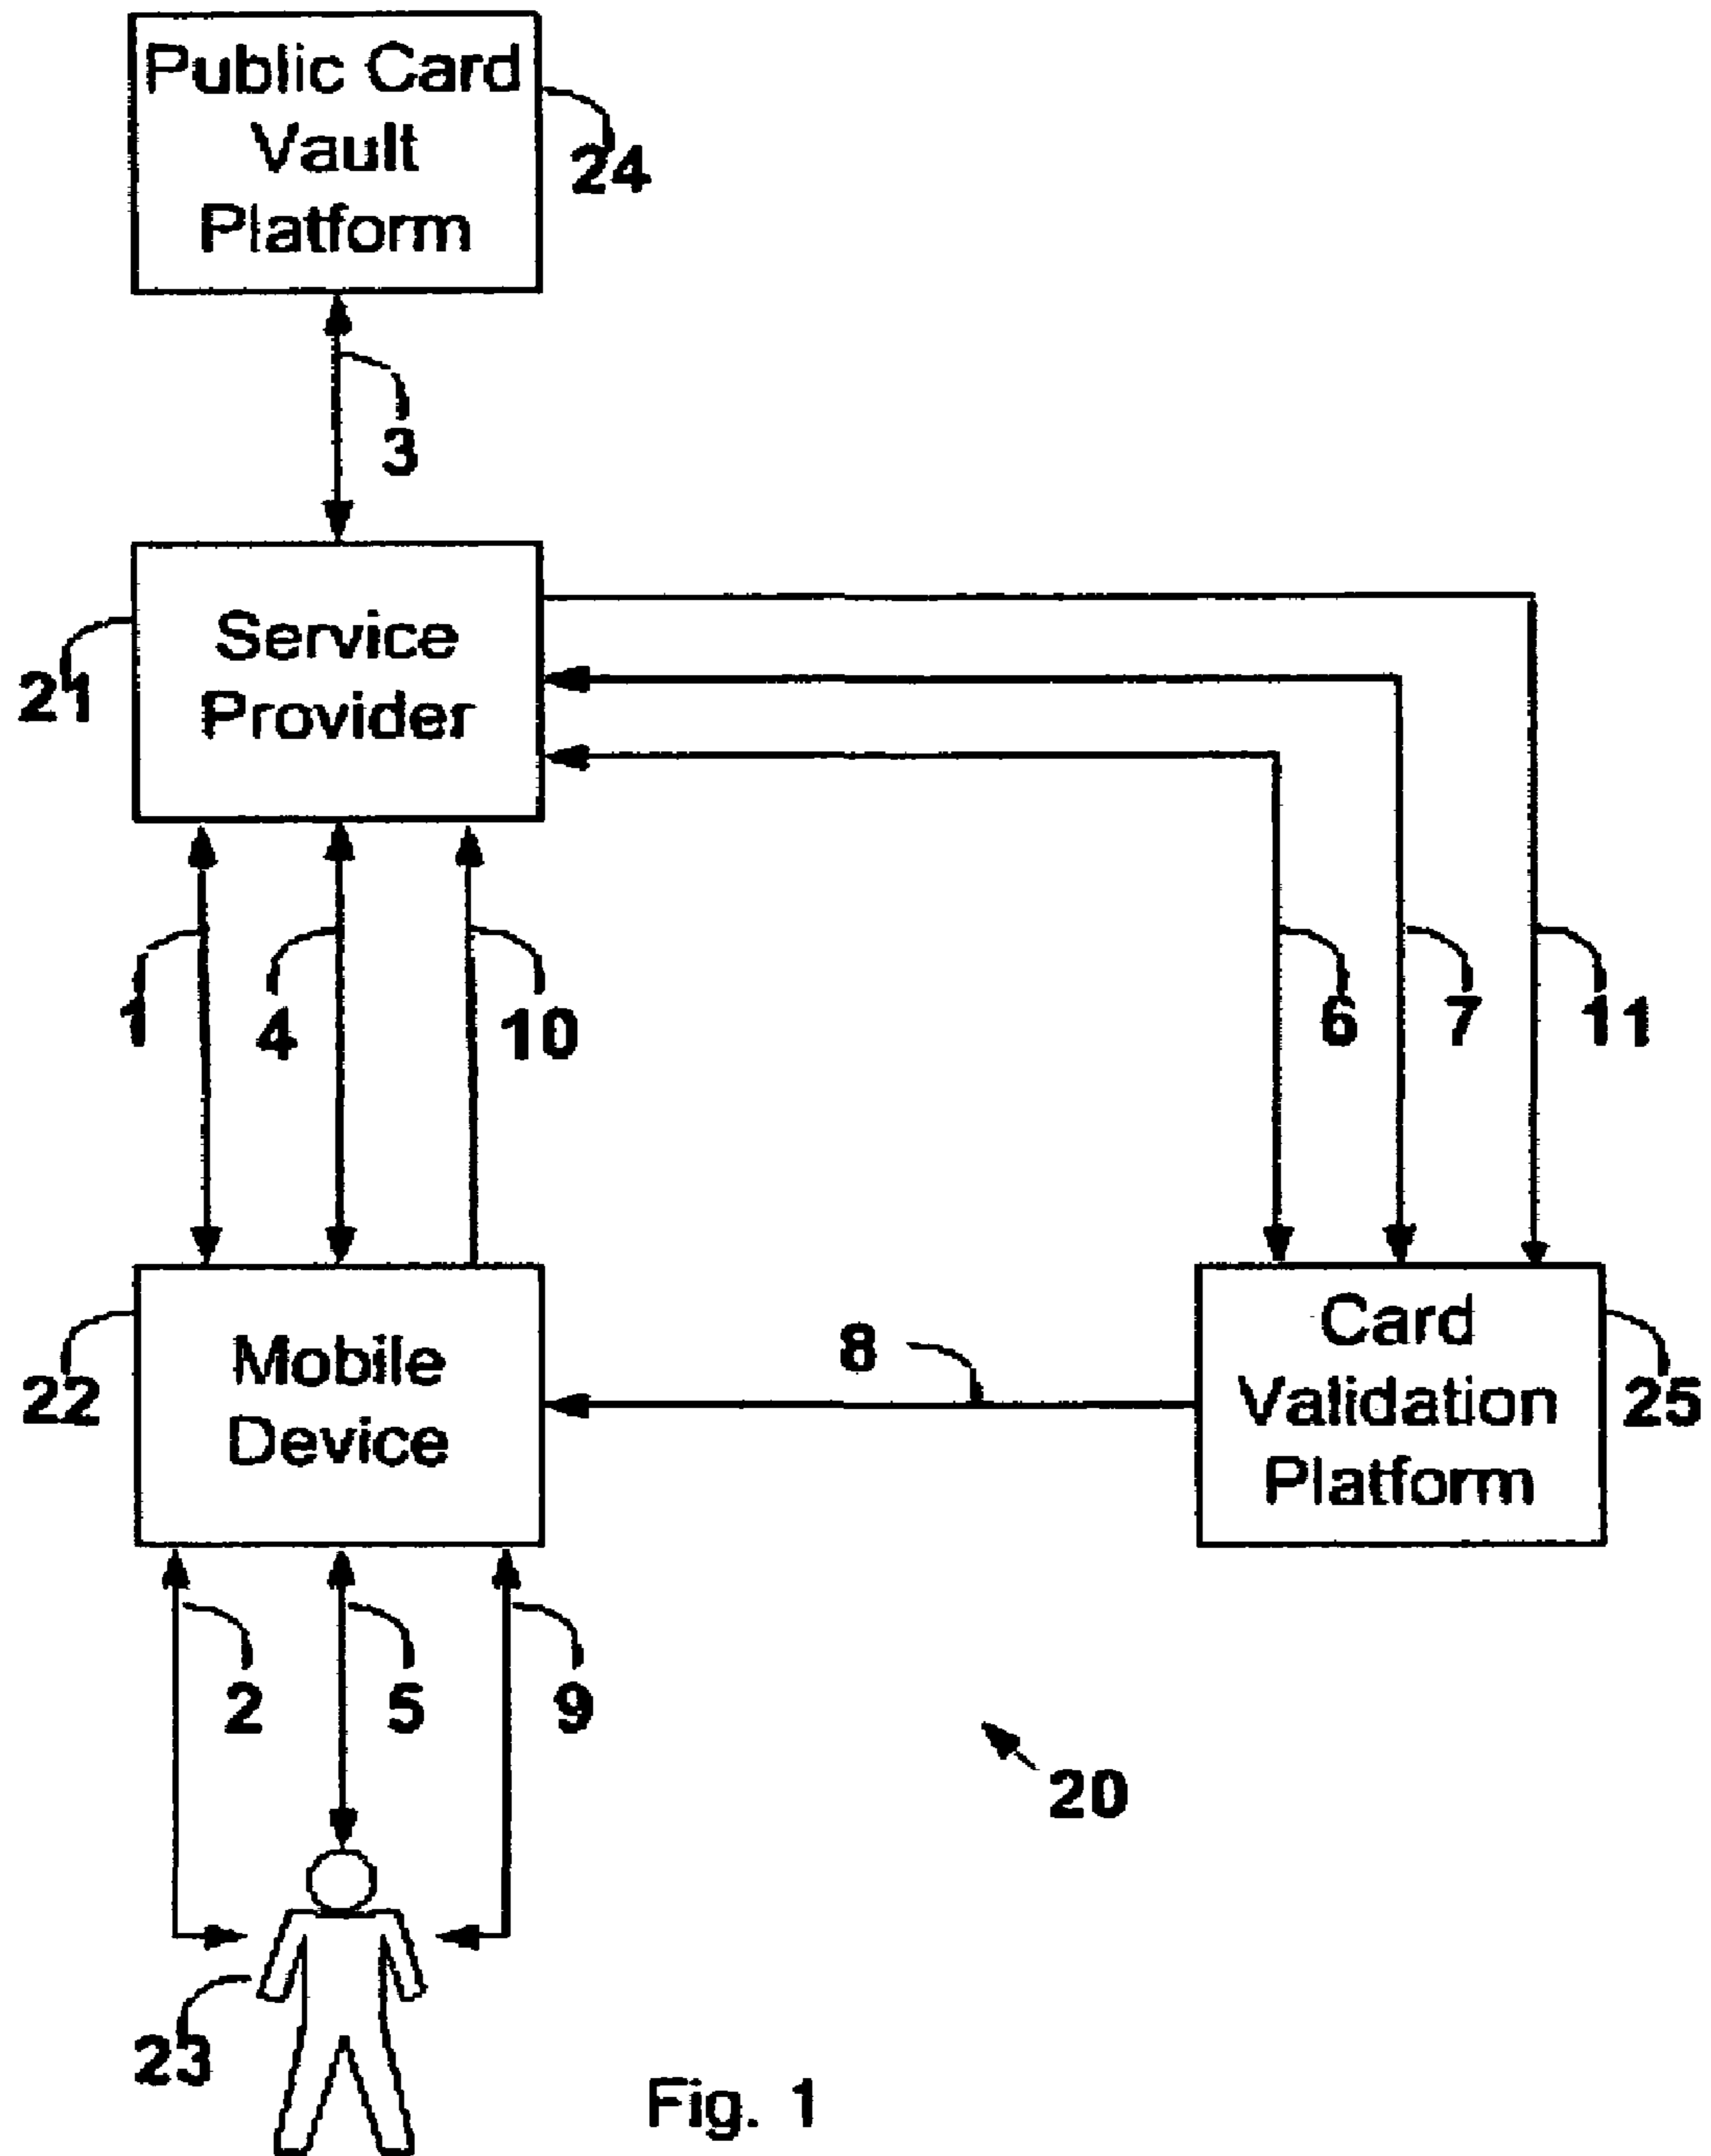 Public Card
Vault
Platform
24
3
Service
Provider
21
1
4
10
6
7
11
Mobile
Device
22
8
Card
Validation
Platform
25
2
5
9
20
23
Fig. 1